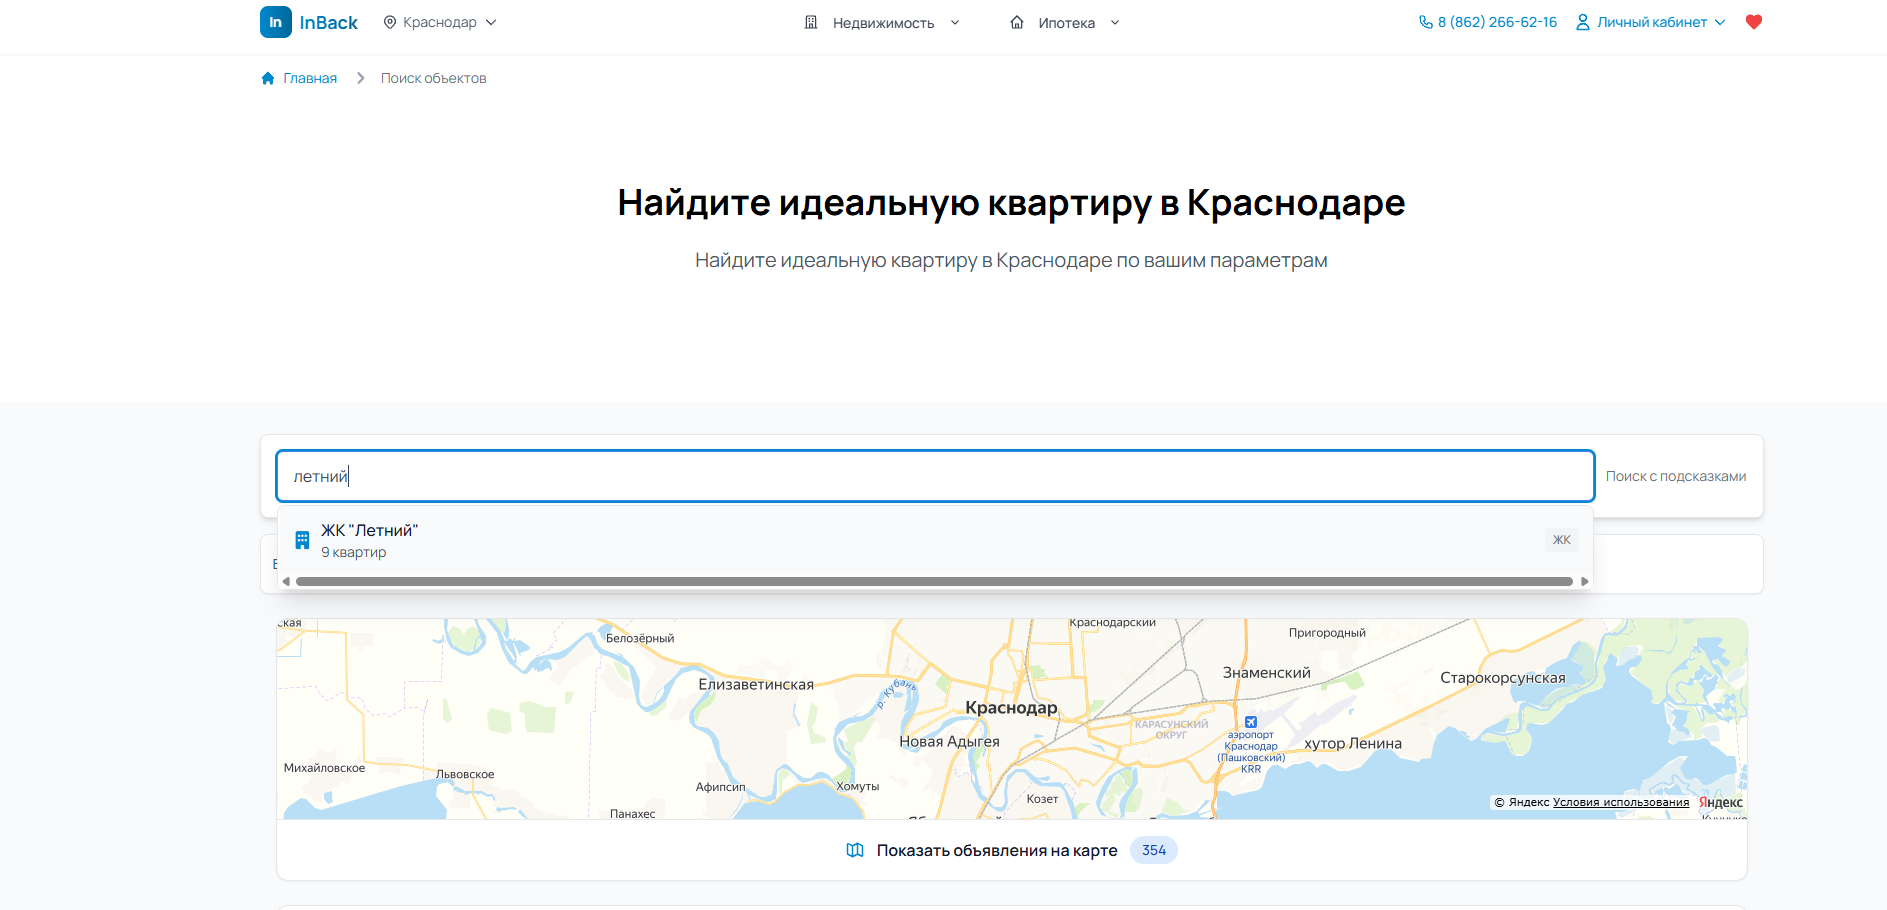 In InBack
Краснодар
Недвижимость
Ипотека
8 (862) 266-62-16
Личный кабинет
Главная
Поиск объектов
Найдите идеальную квартиру в Краснодаре
Найдите идеальную квартиру в Краснодаре по вашим параметрам
летний
Поиск с подсказками
ЖК "Летний"
9 квартир
ЖК
Краснодарский
Белозёрный
Пригородный
Елизаветинская
Знаменский
Старокорсунская
р. Кубань
Краснодар
КАРАСУНСКИЙ
ОКРУГ
Новая Адыгея
аэропорт
Краснодар
(Пашковский)
KRR
хутор Ленина
Михайловское
Львовское
Афипсип
Хомуты
Козет
Панахес
© Яндекс Условия использования
Яндекс
Показать объявления на карте
354